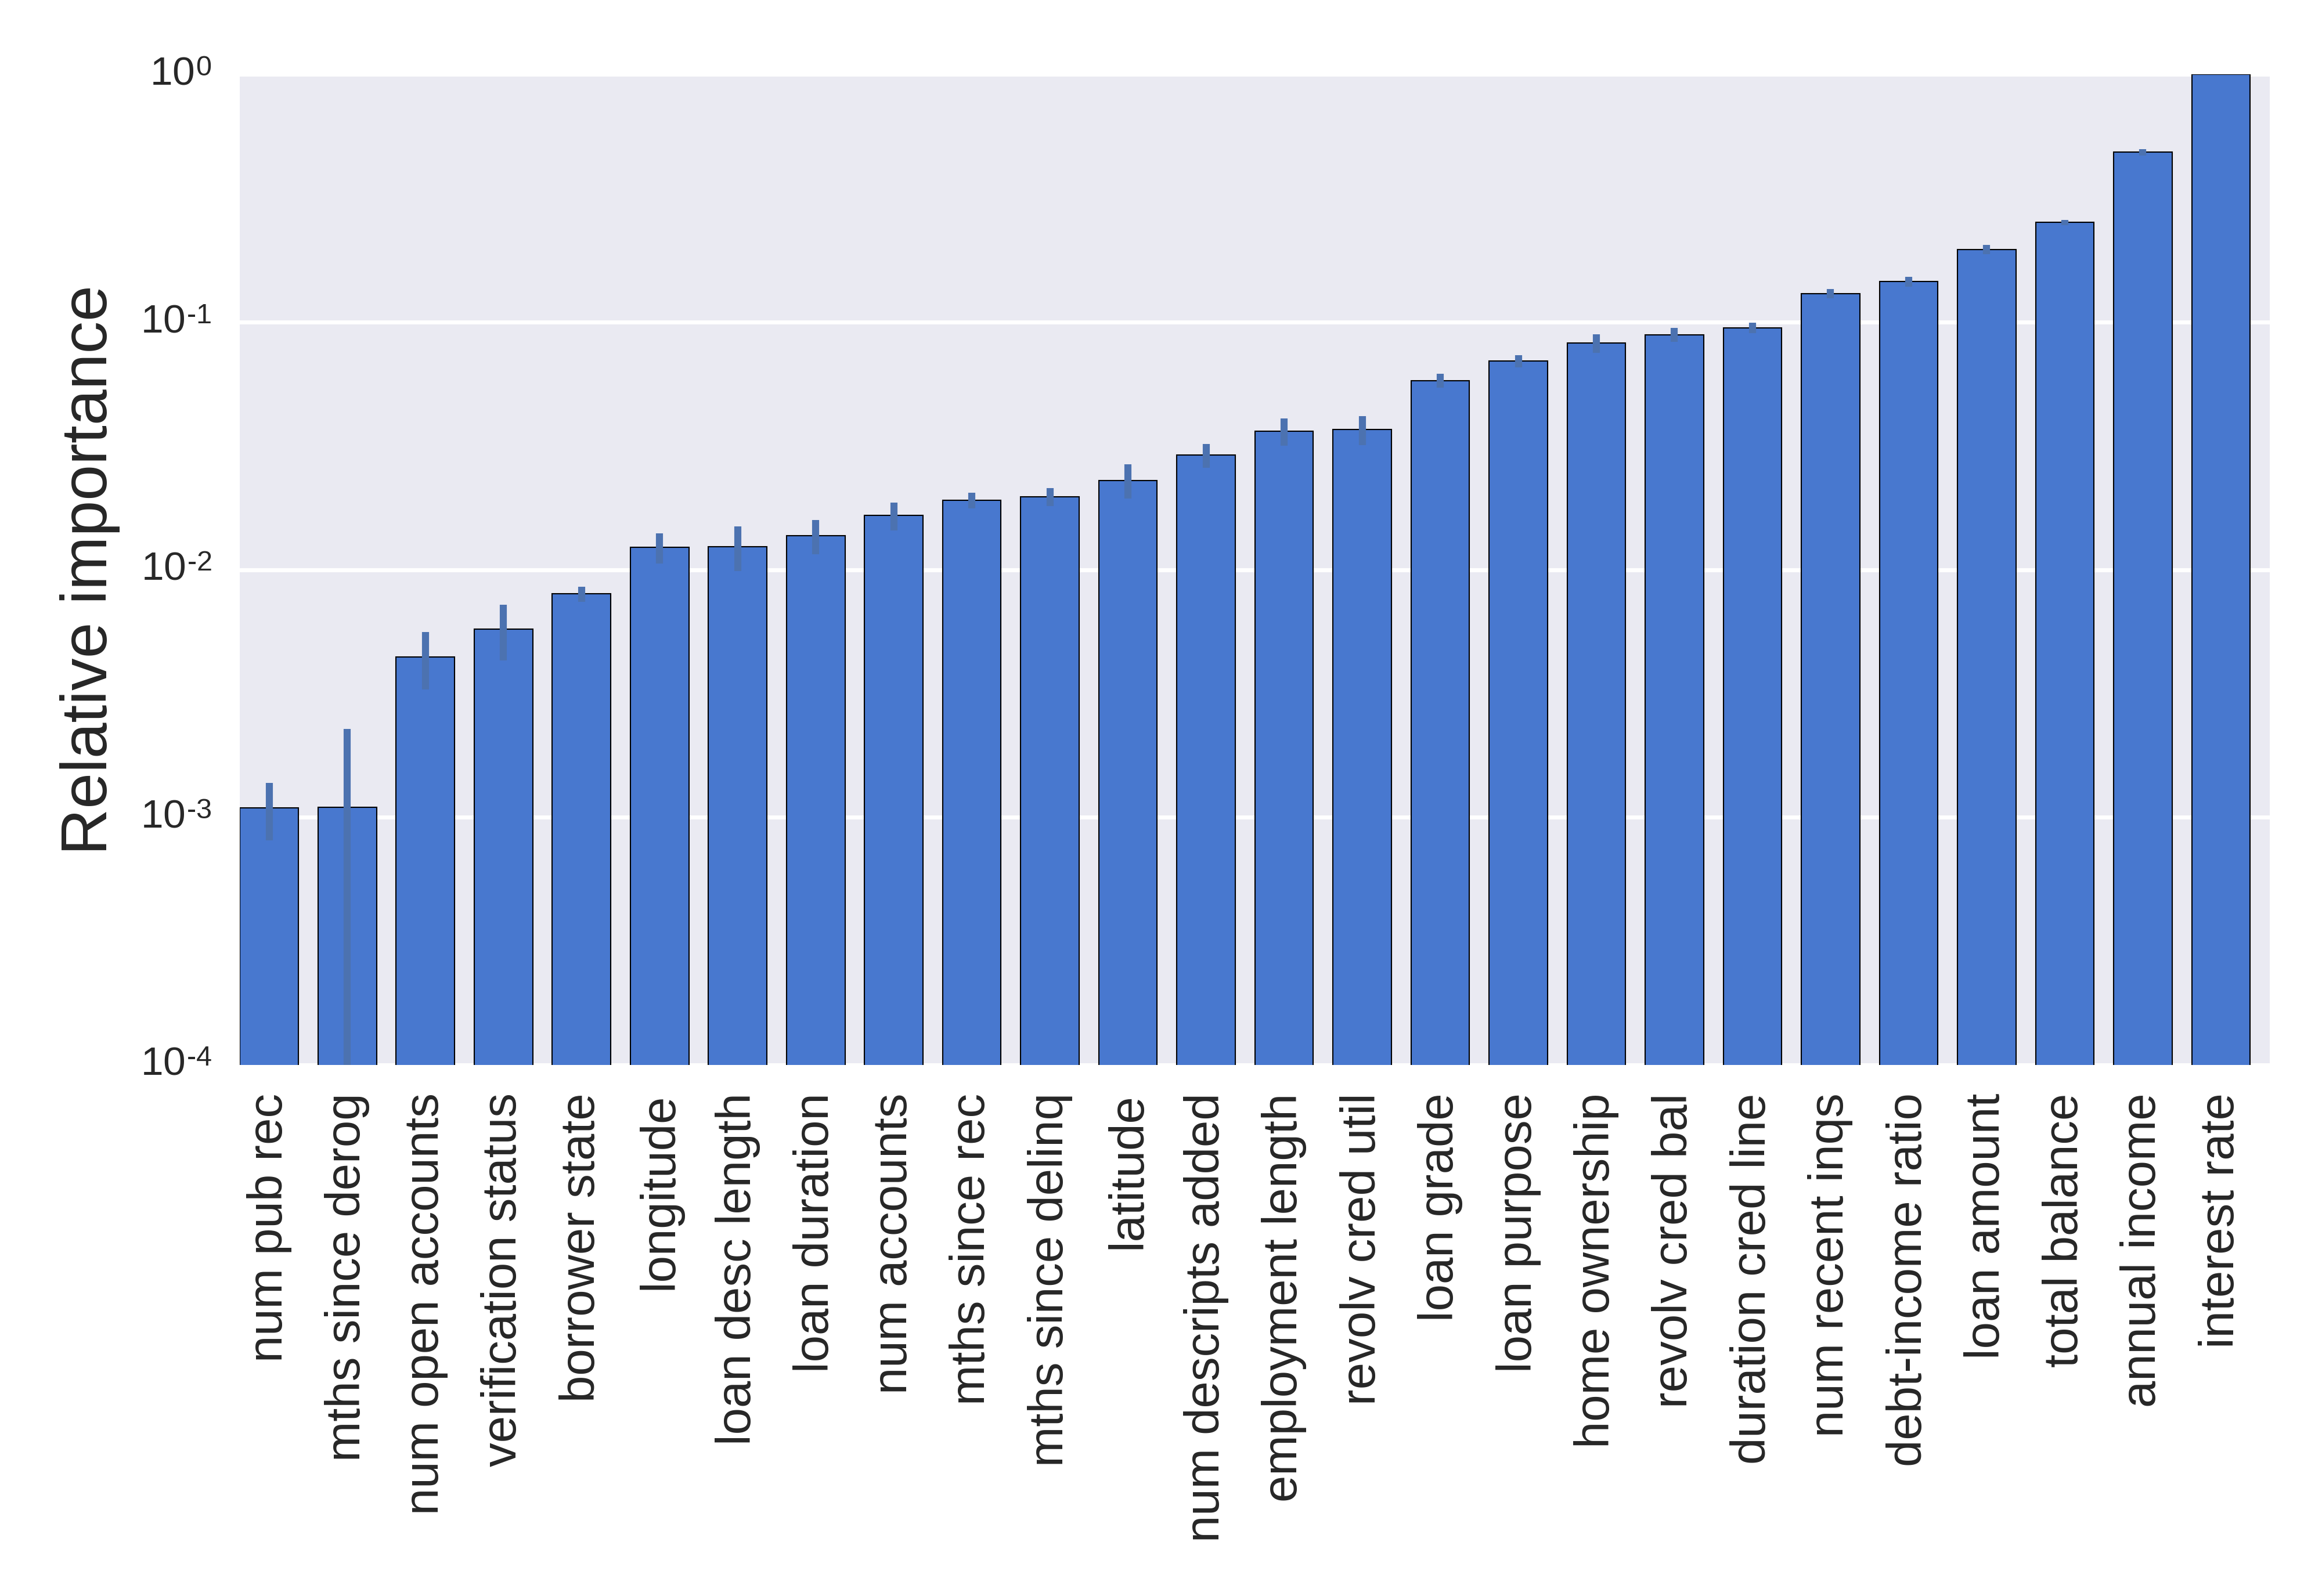 10⁰
10⁻¹
10⁻²
10⁻³
10⁻⁴
Relative importance
num pub rec
mths since derog
num open accounts
verification status
borrower state
longitude
loan desc length
loan duration
num accounts
mths since rec
mths since delinq
latitude
num descripts added
employment length
revolv cred util
loan grade
loan purpose
home ownership
revolv cred bal
duration cred line
num recent inqs
debt-income ratio
loan amount
total balance
annual income
interest rate